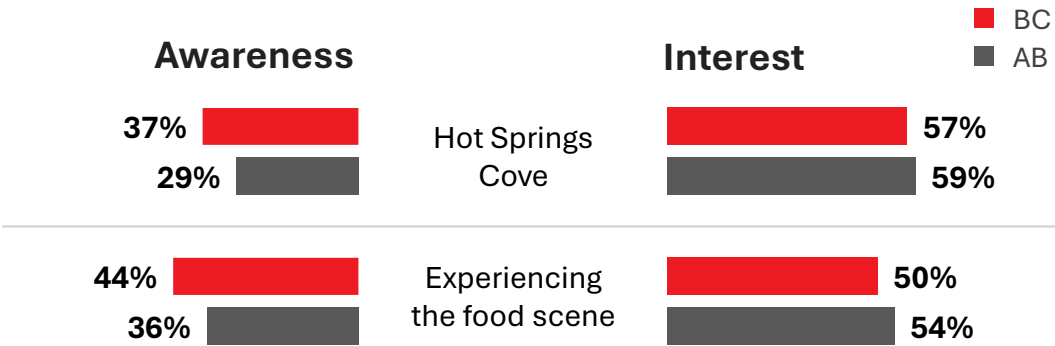 BC
AB
Awareness
Interest
37%
29%
Hot Springs
Cove
57%
59%
44%
36%
Experiencing
the food scene
50%
54%